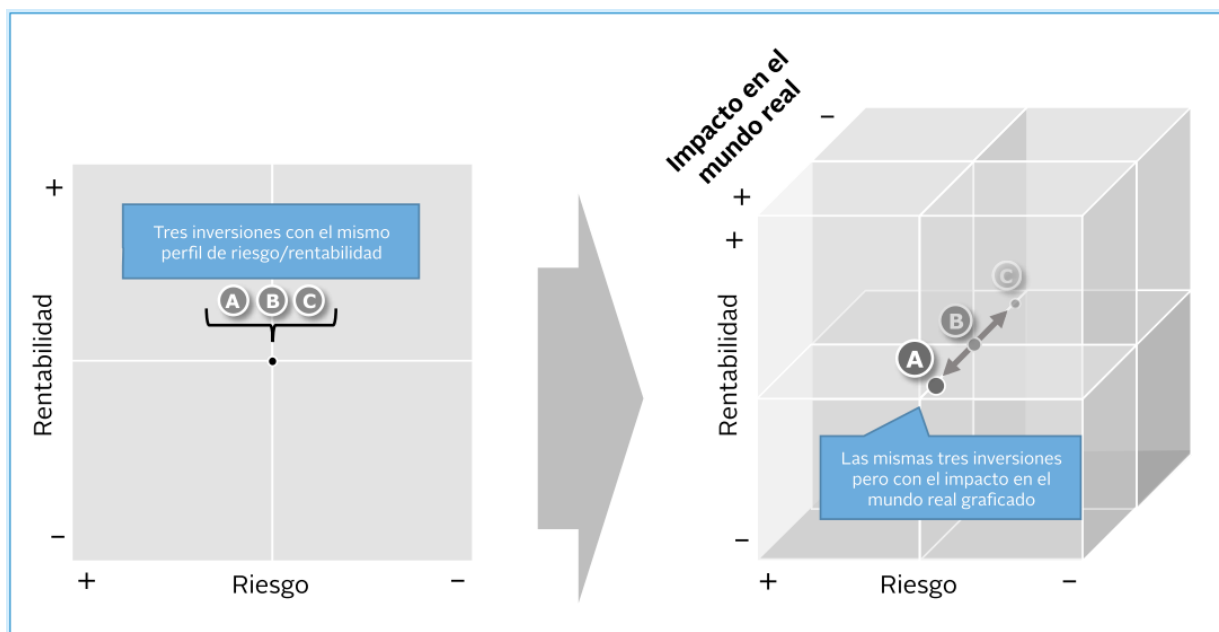 Rentabilidad
+
Tres inversiones con el mismo
perfil de riesgo/rentabilidad
A B C
−
+ Riesgo −
Impacto en el
mundo real
−
+
+
Rentabilidad
C
B
A
Las mismas tres inversiones
pero con el impacto en el
mundo real graficado
−
+ Riesgo −